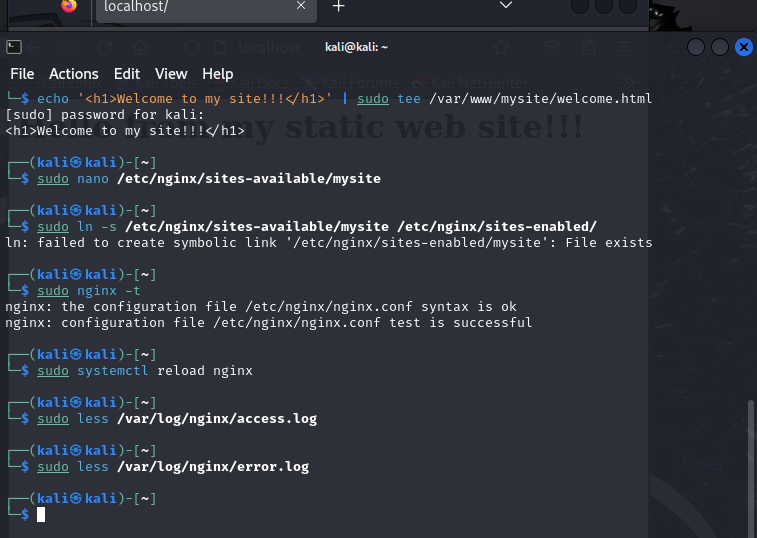 localhost/
localhost
kali@kali: ~
File Actions Edit View Help
Kali Docs Kali Forums Kali NetHunter
└─$ echo '<h1>Welcome to my site!!!</h1>' | sudo tee /var/www/mysite/welcome.html
[sudo] password for kali:
<h1>Welcome to my site!!!</h1>
from my static web site!!!
┌──(kali㉿kali)-[~]
└─$ sudo nano /etc/nginx/sites-available/mysite
┌──(kali㉿kali)-[~]
└─$ sudo ln -s /etc/nginx/sites-available/mysite /etc/nginx/sites-enabled/
ln: failed to create symbolic link '/etc/nginx/sites-enabled/mysite': File exists
┌──(kali㉿kali)-[~]
└─$ sudo nginx -t
nginx: the configuration file /etc/nginx/nginx.conf syntax is ok
nginx: configuration file /etc/nginx/nginx.conf test is successful
┌──(kali㉿kali)-[~]
└─$ sudo systemctl reload nginx
┌──(kali㉿kali)-[~]
└─$ sudo less /var/log/nginx/access.log
┌──(kali㉿kali)-[~]
└─$ sudo less /var/log/nginx/error.log
┌──(kali㉿kali)-[~]
└─$